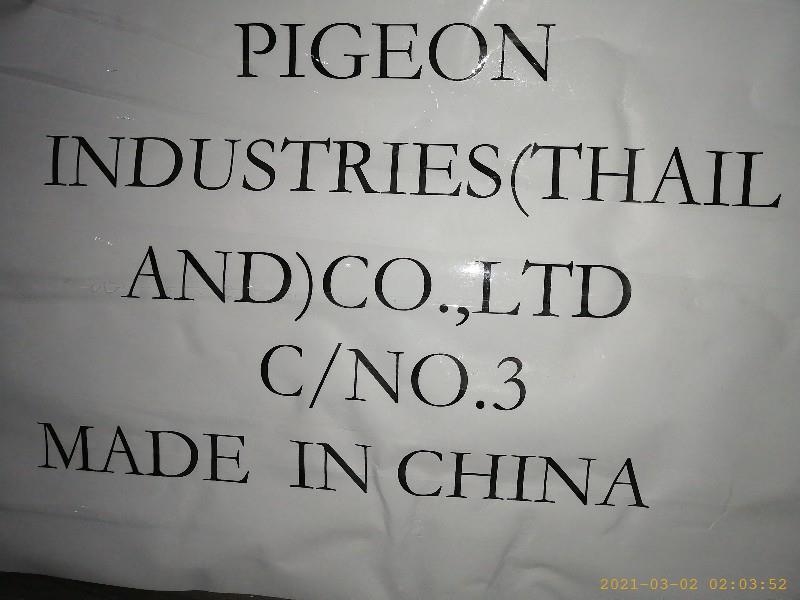 PIGEON
INDUSTRIES(THAIL
AND)CO.,LTD
C/NO.3
MADE IN CHINA
2021-03-02 02:03:52